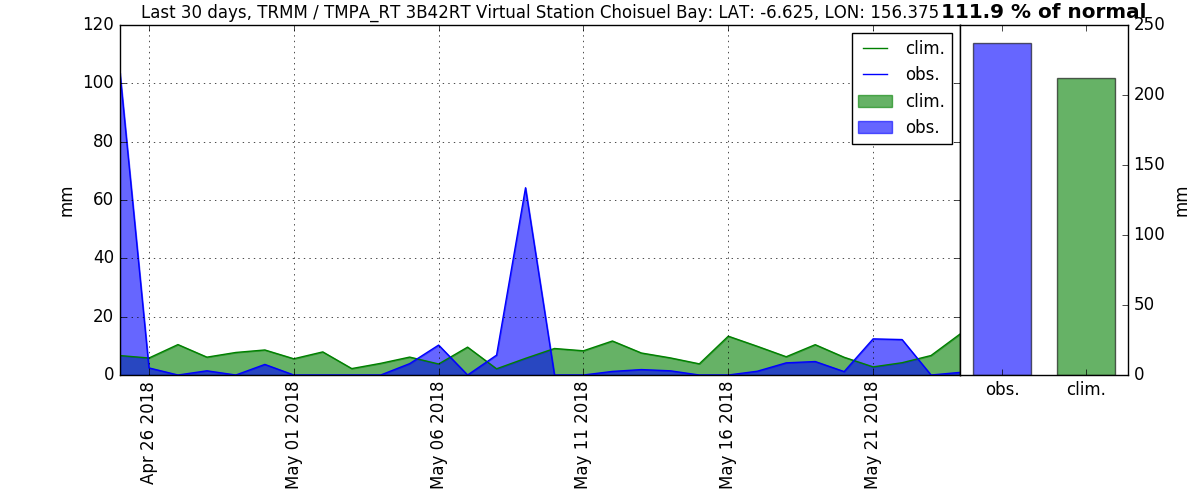 Last 30 days, TRMM / TMPA_RT 3B42RT Virtual Station Choisuel Bay: LAT: -6.625, LON: 156.375
111.9 % of normal
120
100
80
60
40
20
0
mm
clim.
obs.
clim.
obs.
Apr 26 2018
May 01 2018
May 06 2018
May 11 2018
May 16 2018
May 21 2018
250
200
150
100
50
0
mm
obs.
clim.